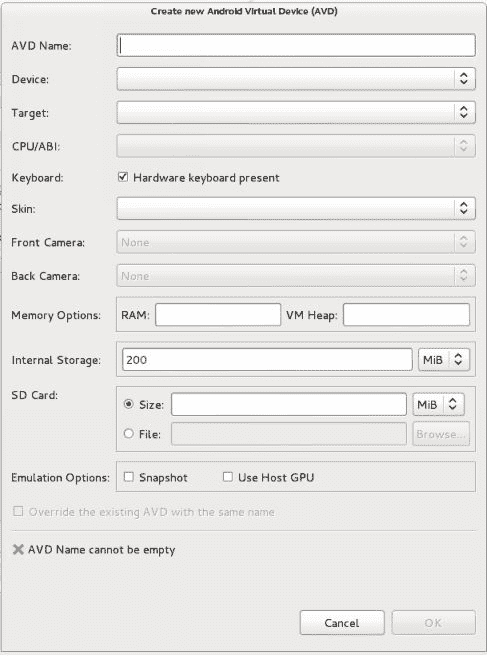 Create new Android Virtual Device (AVD)
AVD Name:
Device:
Target:
CPU/ABI:
Keyboard: Hardware keyboard present
Skin:
Front Camera: None
Back Camera: None
Memory Options: RAM: VM Heap:
Internal Storage: 200 MiB
SD Card:
Size: MiB
File: Browse...
Emulation Options: Snapshot Use Host GPU
Override the existing AVD with the same name
AVD Name cannot be empty
Cancel OK